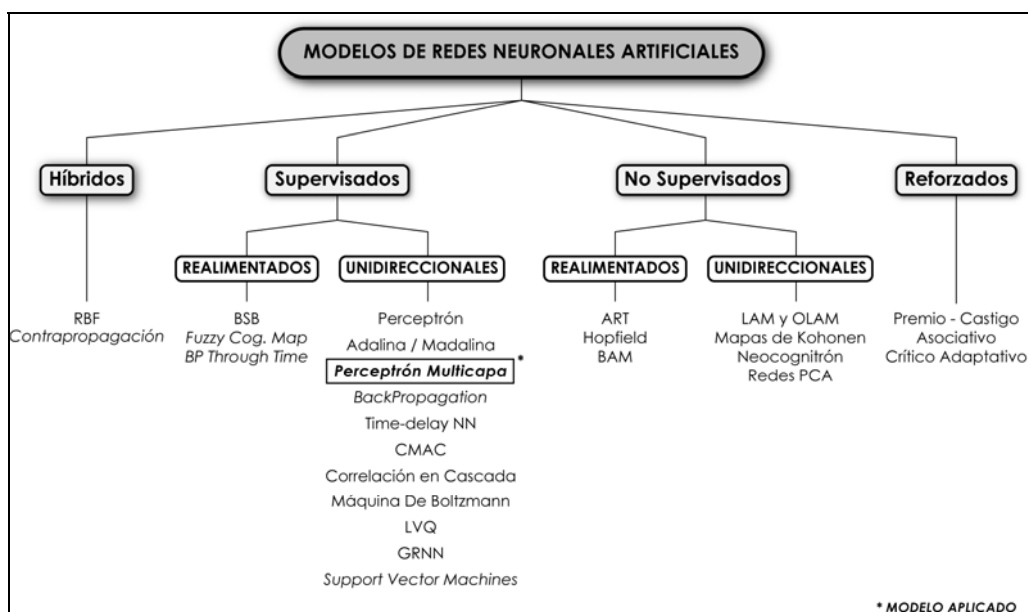 MODELOS DE REDES NEURONALES ARTIFICIALES
Híbridos
Supervisados
No Supervisados
Reforzados
REALIMENTADOS
UNIDIRECCIONALES
REALIMENTADOS
UNIDIRECCIONALES
RBF
Contrapropagación
BSB
Fuzzy Cog. Map
BP Through Time
Perceptrón
Adalina / Madalina
Perceptrón Multicapa *
BackPropagation
Time-delay NN
CMAC
Correlación en Cascada
Máquina De Boltzmann
LVQ
GRNN
Support Vector Machines
ART
Hopfield
BAM
LAM y OLAM
Mapas de Kohonen
Neocognitrón
Redes PCA
Premio - Castigo
Asociativo
Crítico Adaptativo
* MODELO APLICADO